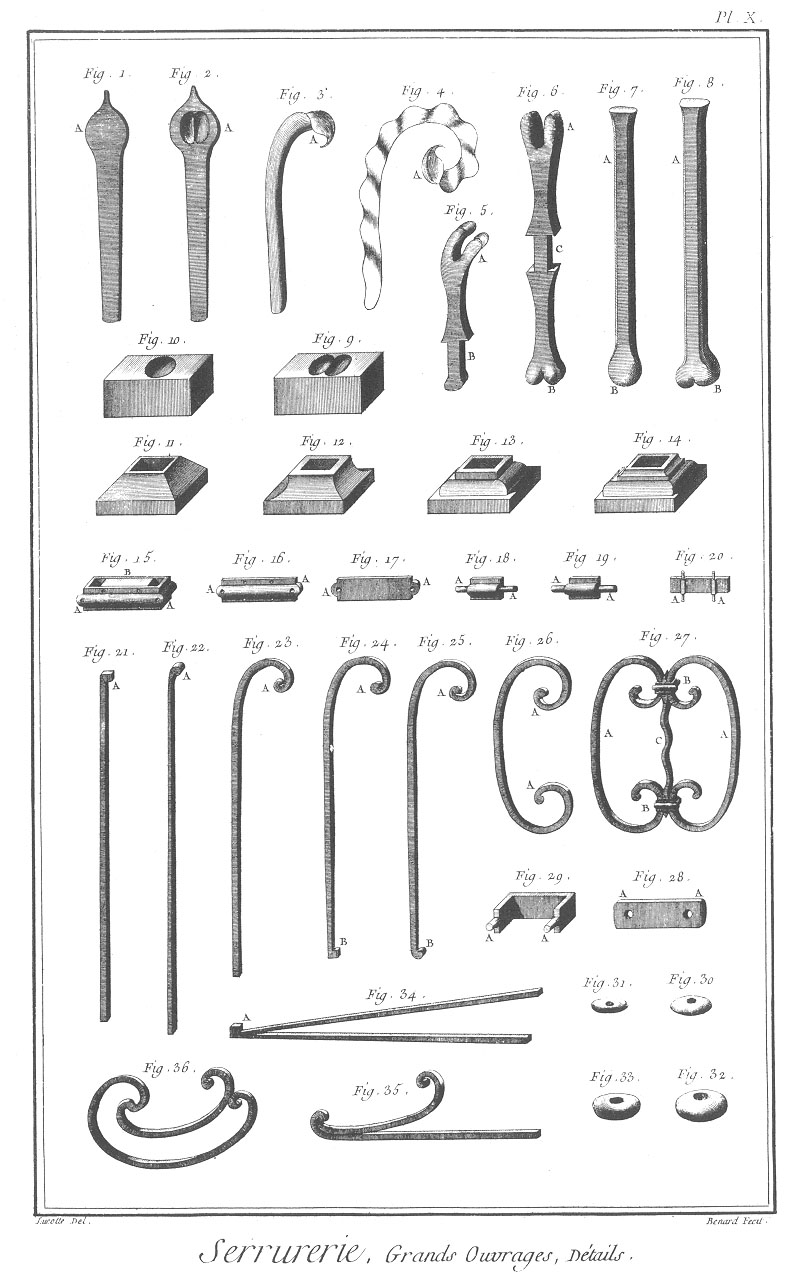 Pl. X.
Fig. 1. Fig. 2. Fig. 3. Fig. 4. Fig. 6. Fig. 7. Fig. 8.
A A A A A A A
Fig. 5.
A C
B B B B
Fig. 10. Fig. 9.
Fig. 11. Fig. 12. Fig. 13. Fig. 14.
Fig. 15. Fig. 16. Fig. 17. Fig. 18. Fig. 19. Fig. 20.
B
A A A A A A A A A A A A
Fig. 21. Fig. 22. Fig. 23. Fig. 24. Fig. 25. Fig. 26. Fig. 27.
A A A A A A B
A C A
A B
B B
Fig. 29. Fig. 28.
A A
A A
Fig. 34. Fig. 31. Fig. 30.
A
Fig. 36. Fig. 35. Fig. 33. Fig. 32.
Lucotte Del. Benard Fecit.
Serrurerie, Grands Ouvrages, Détails.